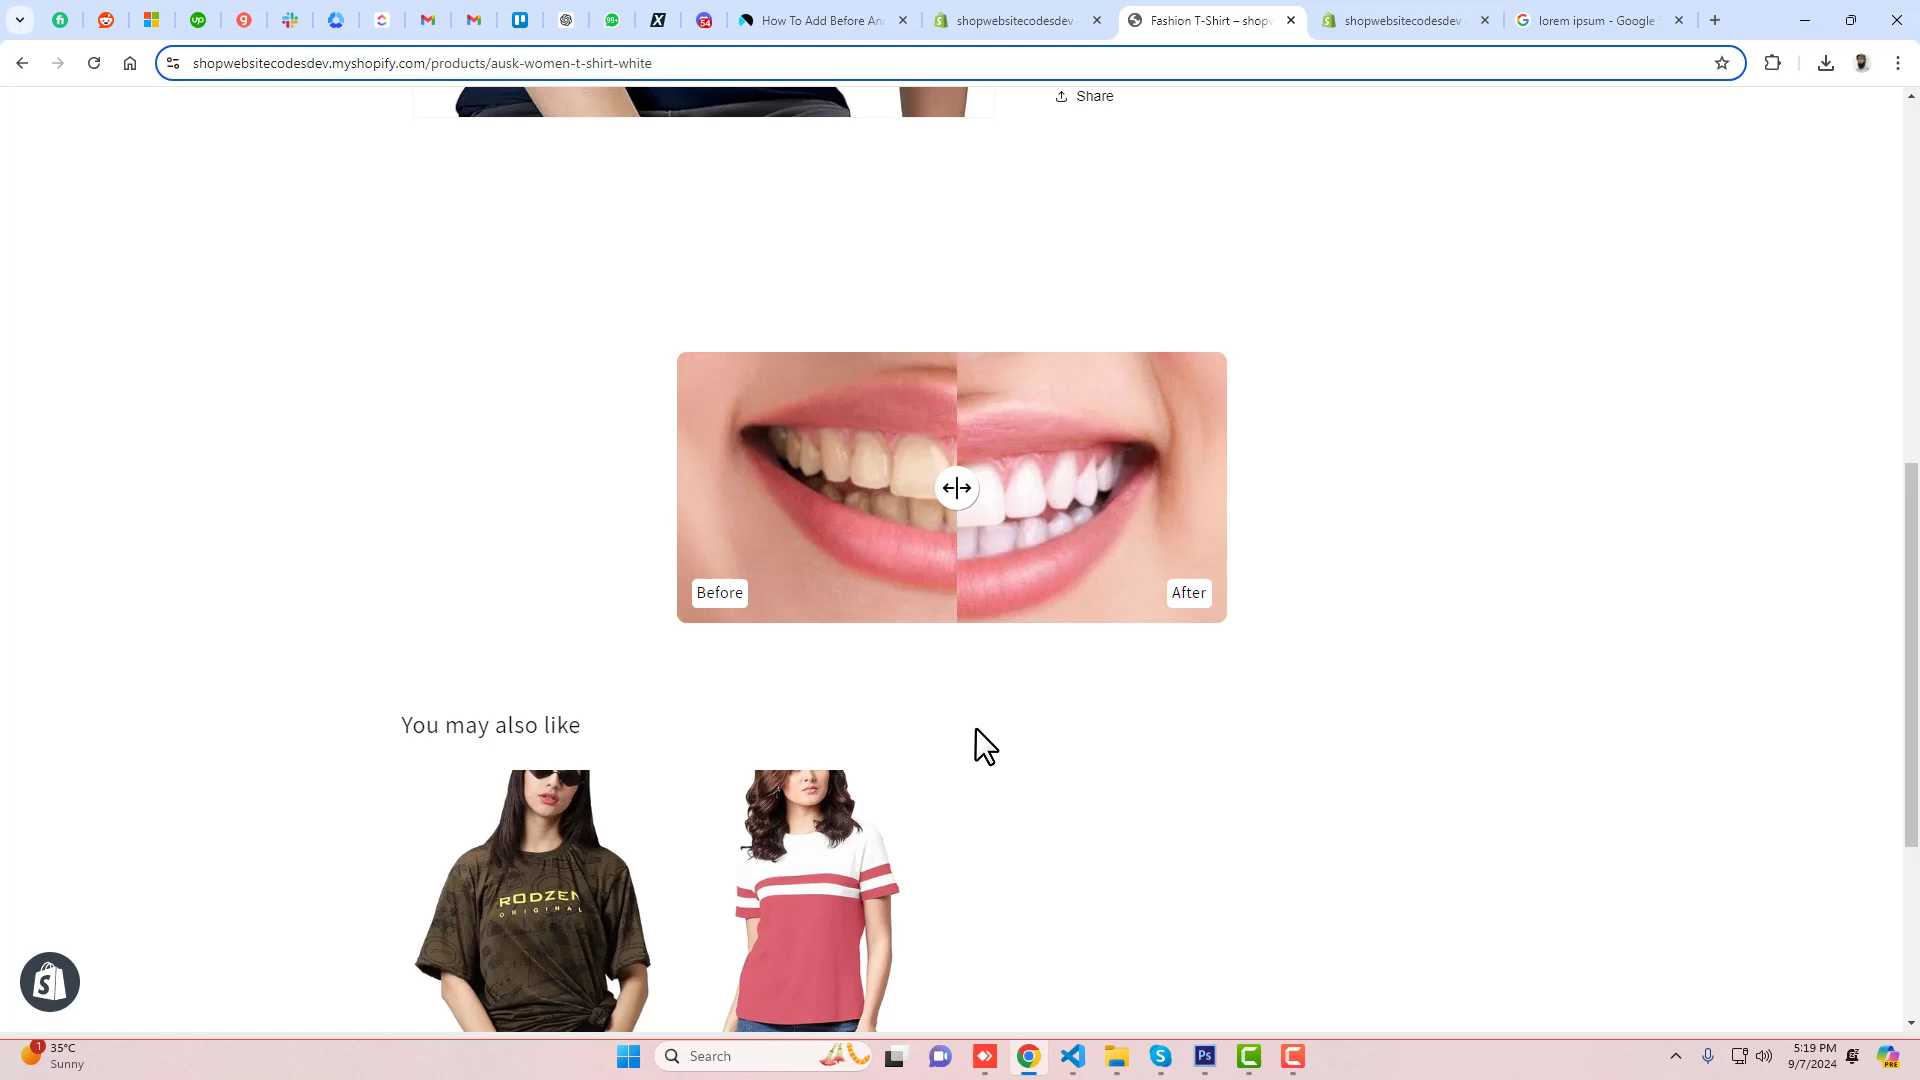 How To Add Before An
shopwebsitecodesdev
Fashion T-Shirt – shopw
shopwebsitecodesdev
lorem ipsum - Google
shopwebsitecodesdev.myshopify.com/products/ausk-women-t-shirt-white
Share
Before
After
You may also like
RODZEN
ORIGINAL
35°C
Sunny
Search
5:19 PM
9/7/2024